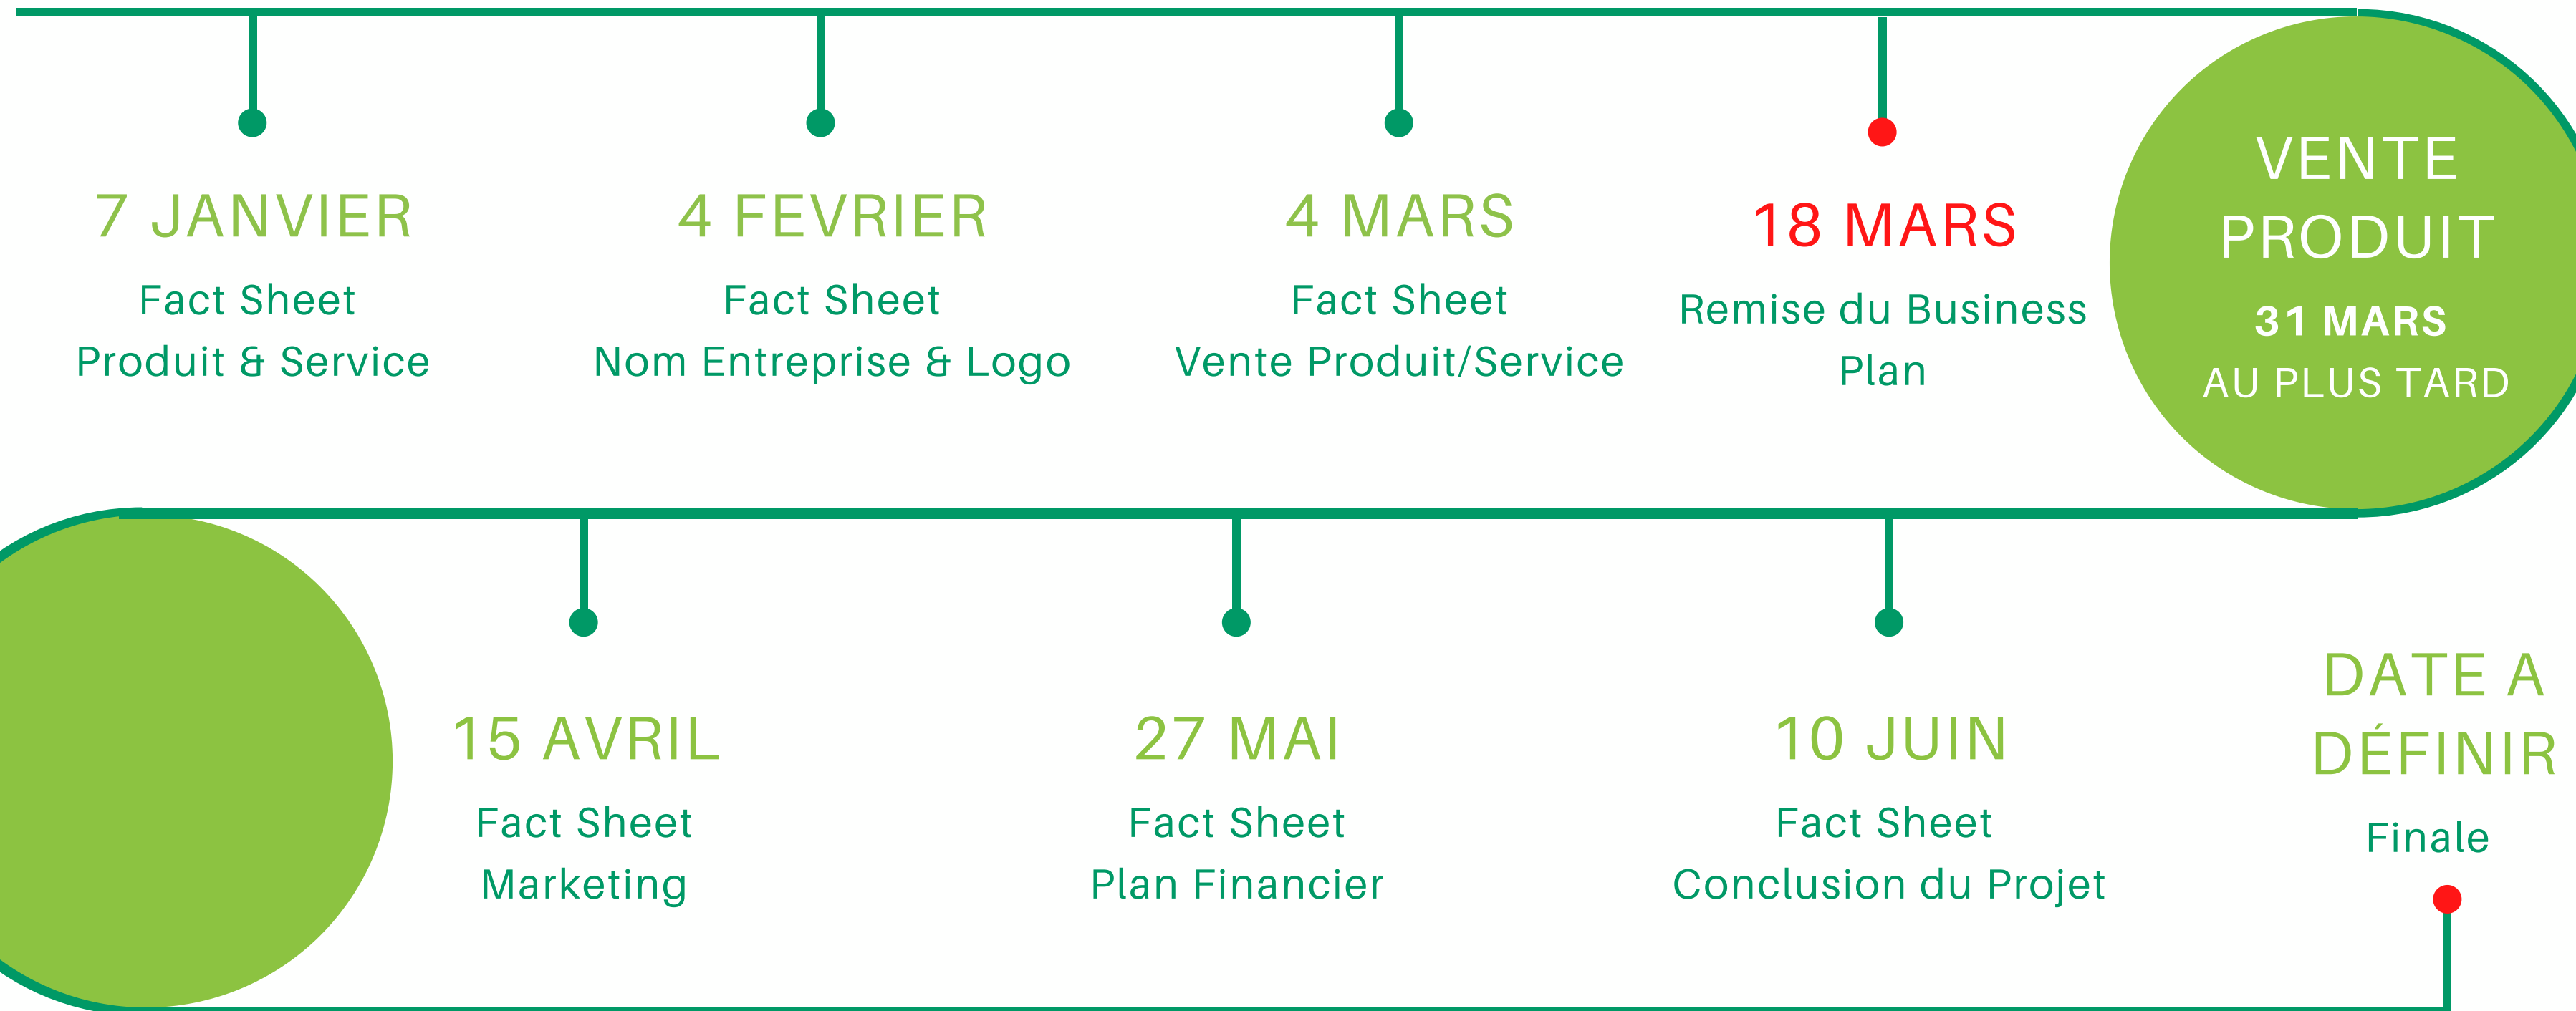 7 JANVIER
Fact Sheet
Produit & Service
4 FEVRIER
Fact Sheet
Nom Entreprise & Logo
4 MARS
Fact Sheet
Vente Produit/Service
18 MARS
Remise du Business
Plan
VENTE
PRODUIT
31 MARS
AU PLUS TARD
15 AVRIL
Fact Sheet
Marketing
27 MAI
Fact Sheet
Plan Financier
10 JUIN
Fact Sheet
Conclusion du Projet
DATE A
DÉFINIR
Finale